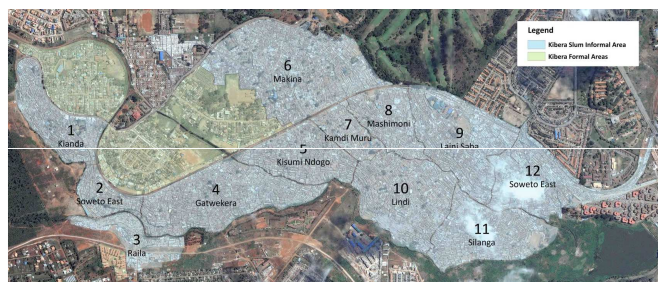 Legend
Kibera Slum Informal Area
Kibera Formal Areas
6
Makina
8
Mashimoni
7
Kamdi Muru
9
Laini Saba
1
Kianda
5
Kisumi Ndogo
12
Soweto East
2
Soweto East
4
Gatwekera
10
Lindi
11
Silanga
3
Raila